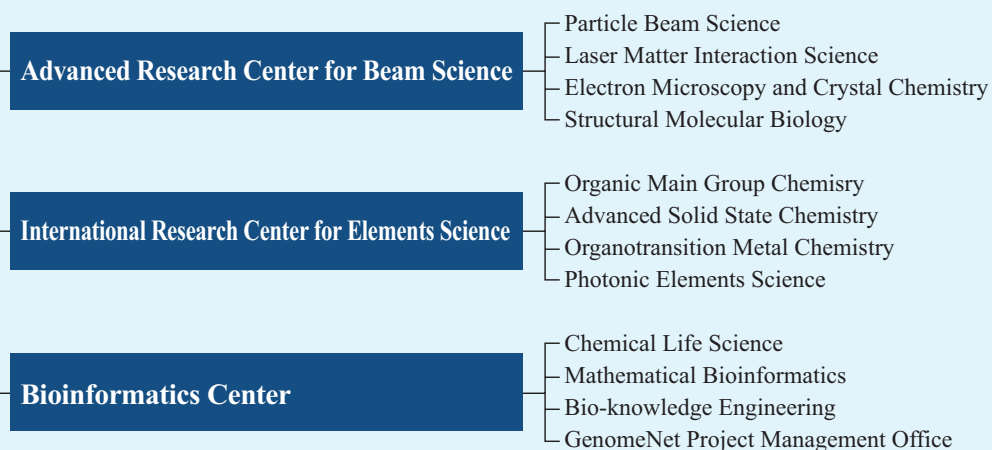 Advanced Research Center for Beam Science
Particle Beam Science
Laser Matter Interaction Science
Electron Microscopy and Crystal Chemistry
Structural Molecular Biology
International Research Center for Elements Science
Organic Main Group Chemisry
Advanced Solid State Chemistry
Organotransition Metal Chemistry
Photonic Elements Science
Bioinformatics Center
Chemical Life Science
Mathematical Bioinformatics
Bio-knowledge Engineering
GenomeNet Project Management Office